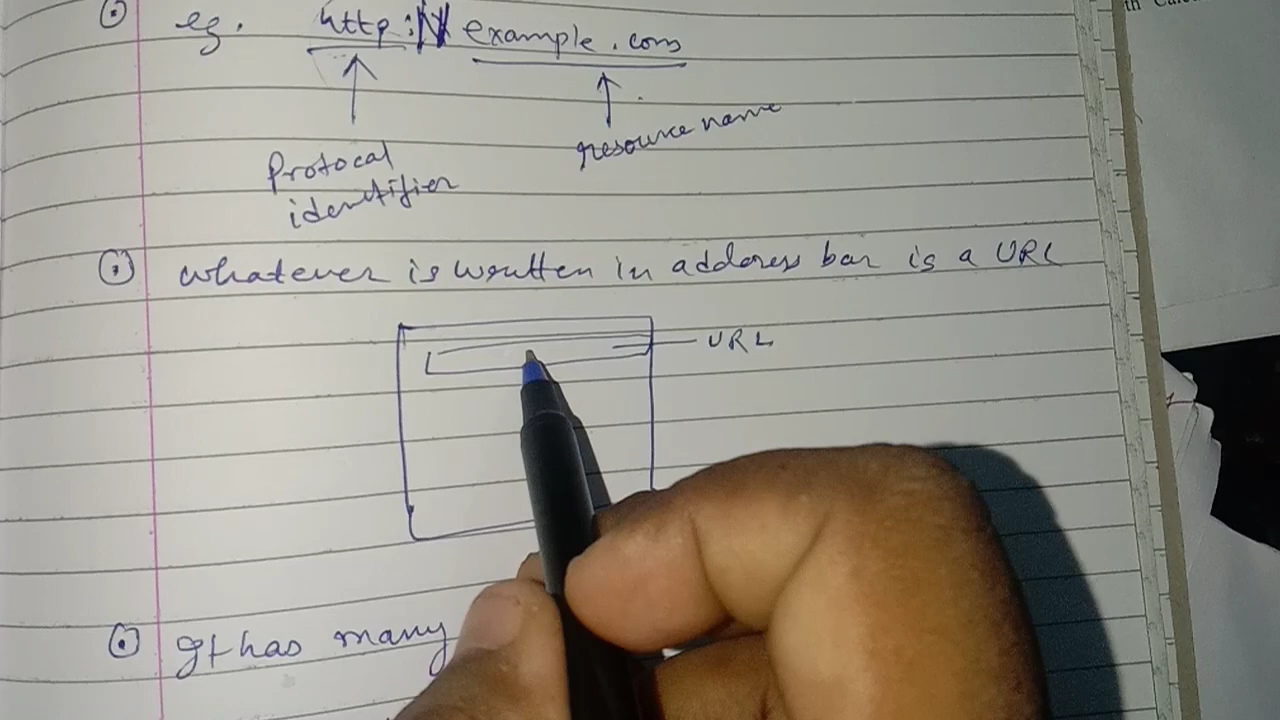 eg. http:// example.com
Protocal
identifier
resource name
whatever is written in address bar is a URL
URL
It has many